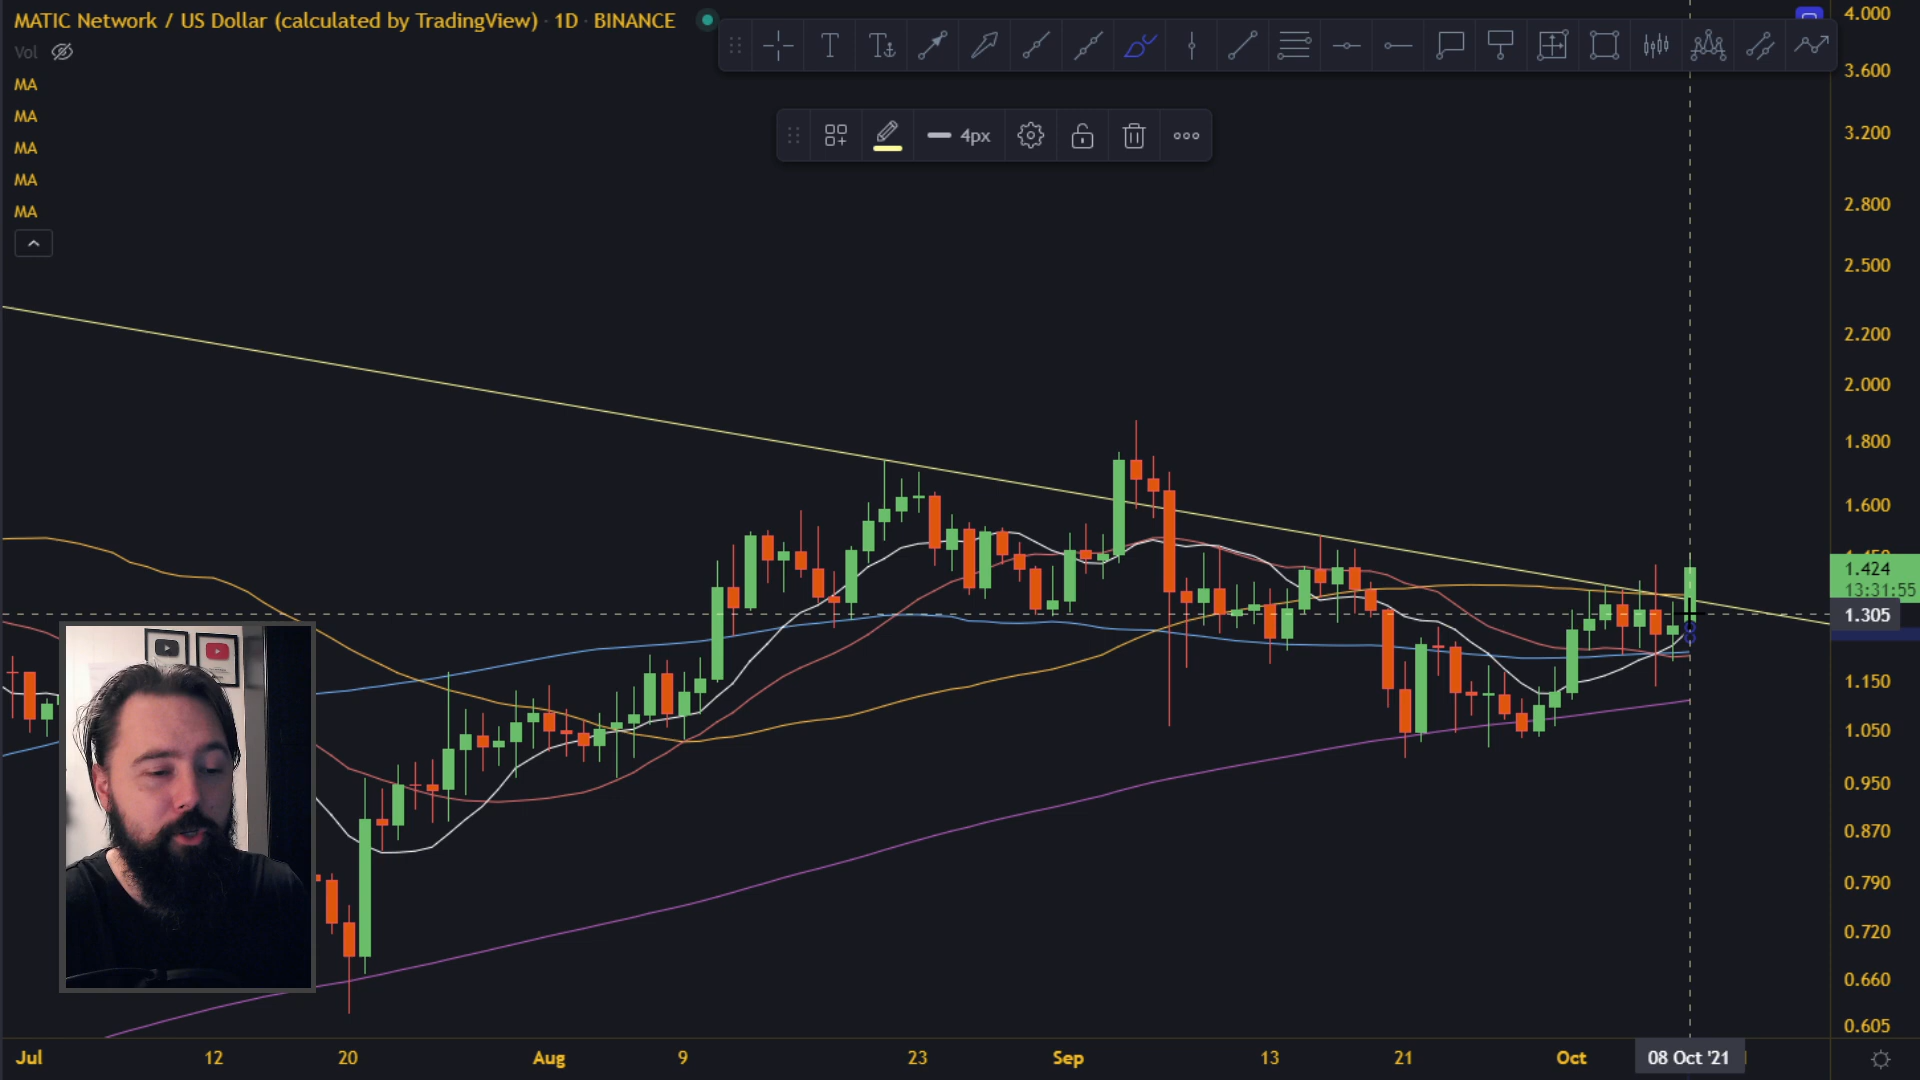 MATIC Network / US Dollar (calculated by TradingView) · 1D · BINANCE
Vol
MA
MA
MA
MA
MA
4px
4.000
3.600
3.200
2.800
2.500
2.200
2.000
1.800
1.600
1.424
13:31:55
1.305
1.150
1.050
0.950
0.870
0.790
0.720
0.660
0.605
Jul
12
20
Aug
9
23
Sep
13
21
Oct
08 Oct '21